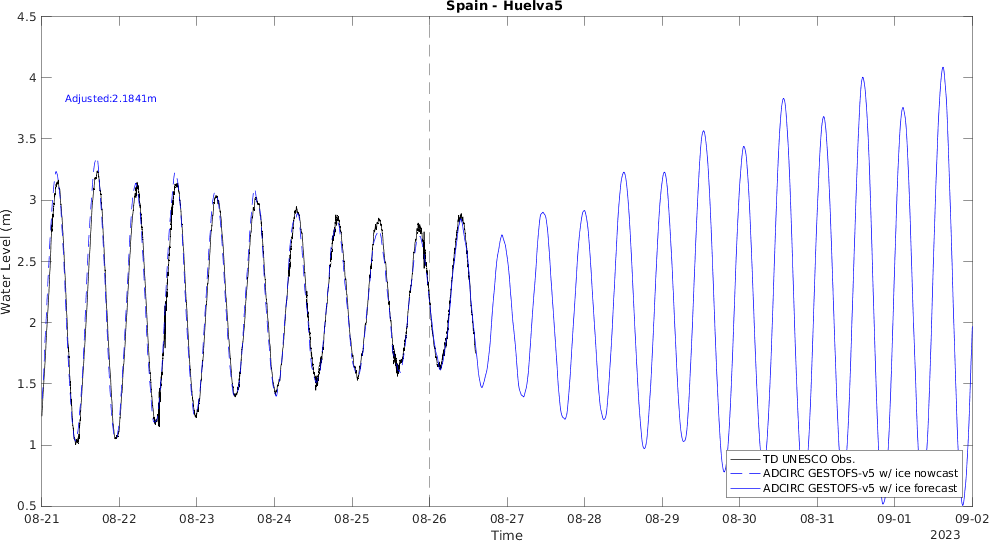 Spain - Huelva5
4.5
4
3.5
3
2.5
2
1.5
1
0.5
Water Level (m)
Adjusted:2.1841m
TD UNESCO Obs.
ADCIRC GESTOFS-v5 w/ ice nowcast
ADCIRC GESTOFS-v5 w/ ice forecast
08-21 08-22 08-23 08-24 08-25 08-26 08-27 08-28 08-29 08-30 08-31 09-01 09-02
Time
2023